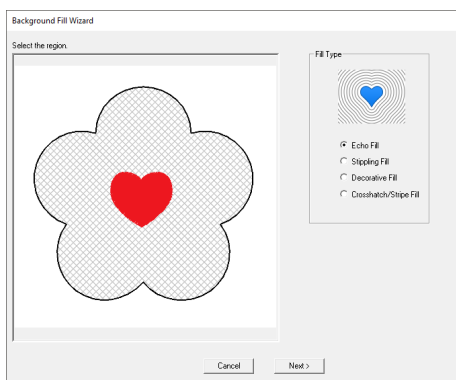 Background Fill Wizard
Select the region.
Fill Type
Echo Fill
Stippling Fill
Decorative Fill
Crosshatch/Stripe Fill
Cancel
Next >